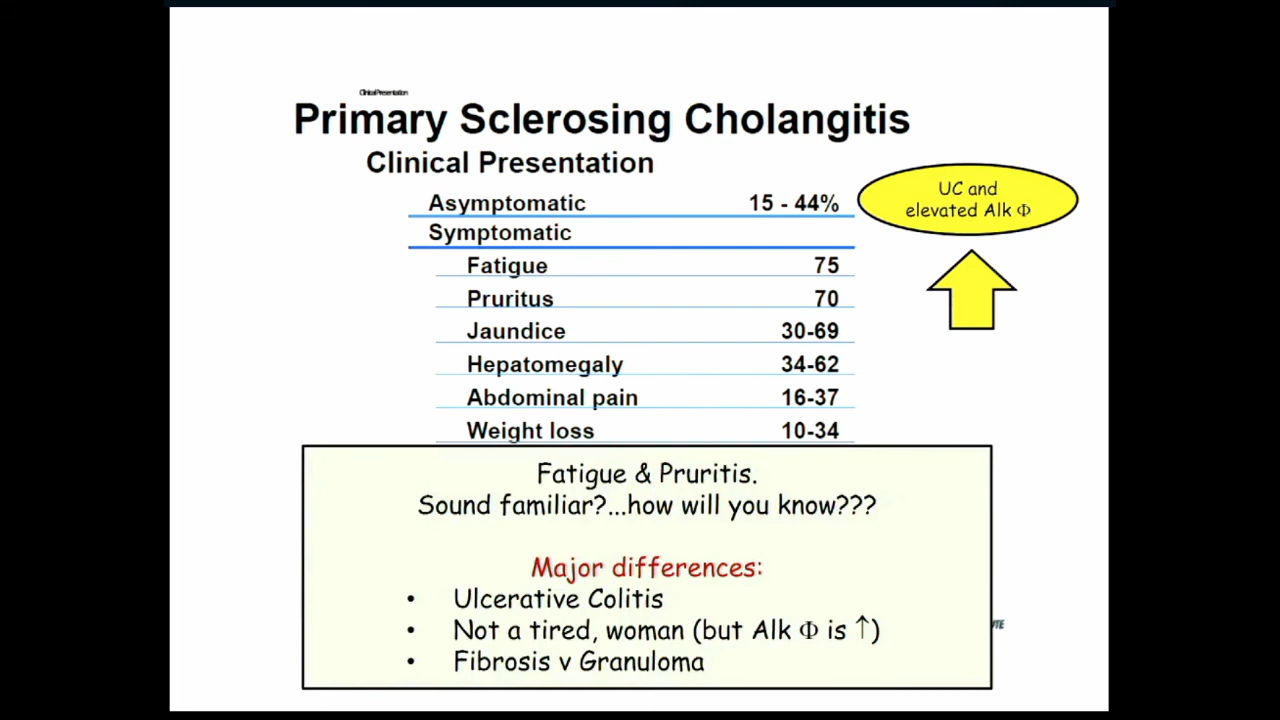 Clinical Presentation
Primary Sclerosing Cholangitis
Clinical Presentation
Asymptomatic 15 - 44%
Symptomatic
Fatigue 75
Pruritus 70
Jaundice 30-69
Hepatomegaly 34-62
Abdominal pain 16-37
Weight loss 10-34
UC and
elevated Alk Φ
Fatigue & Pruritis.
Sound familiar?...how will you know???
Major differences:
• Ulcerative Colitis
• Not a tired, woman (but Alk Φ is ↑)
• Fibrosis v Granuloma